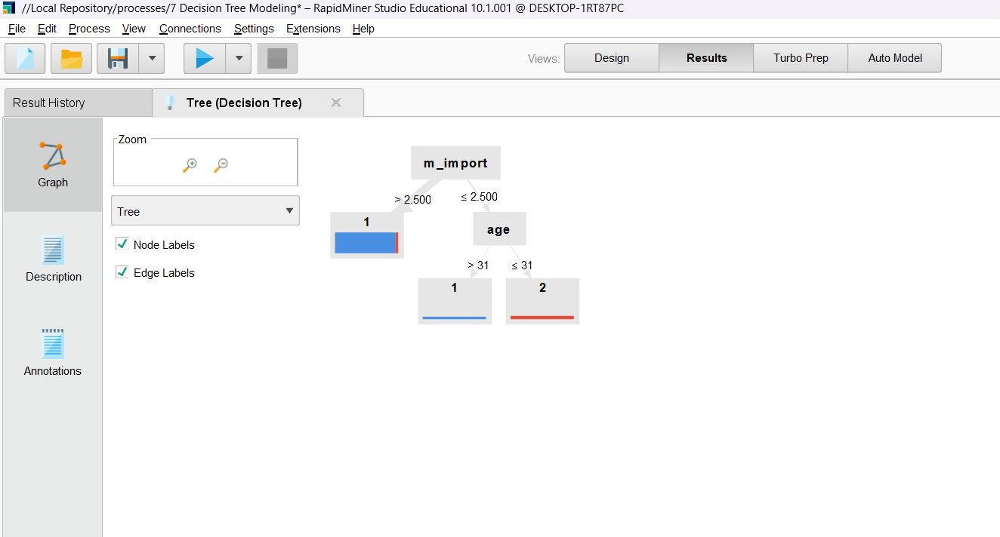 //Local Repository/processes/7 Decision Tree Modeling* – RapidMiner Studio Educational 10.1.001 @ DESKTOP-1RT87PC
File Edit Process View Connections Settings Extensions Help
Views: Design Results Turbo Prep Auto Model
Result History Tree (Decision Tree)
Zoom
Graph
Tree
Node Labels
Edge Labels
Description
Annotations
m_import
> 2.500 ≤ 2.500
1
age
> 31 ≤ 31
1 2